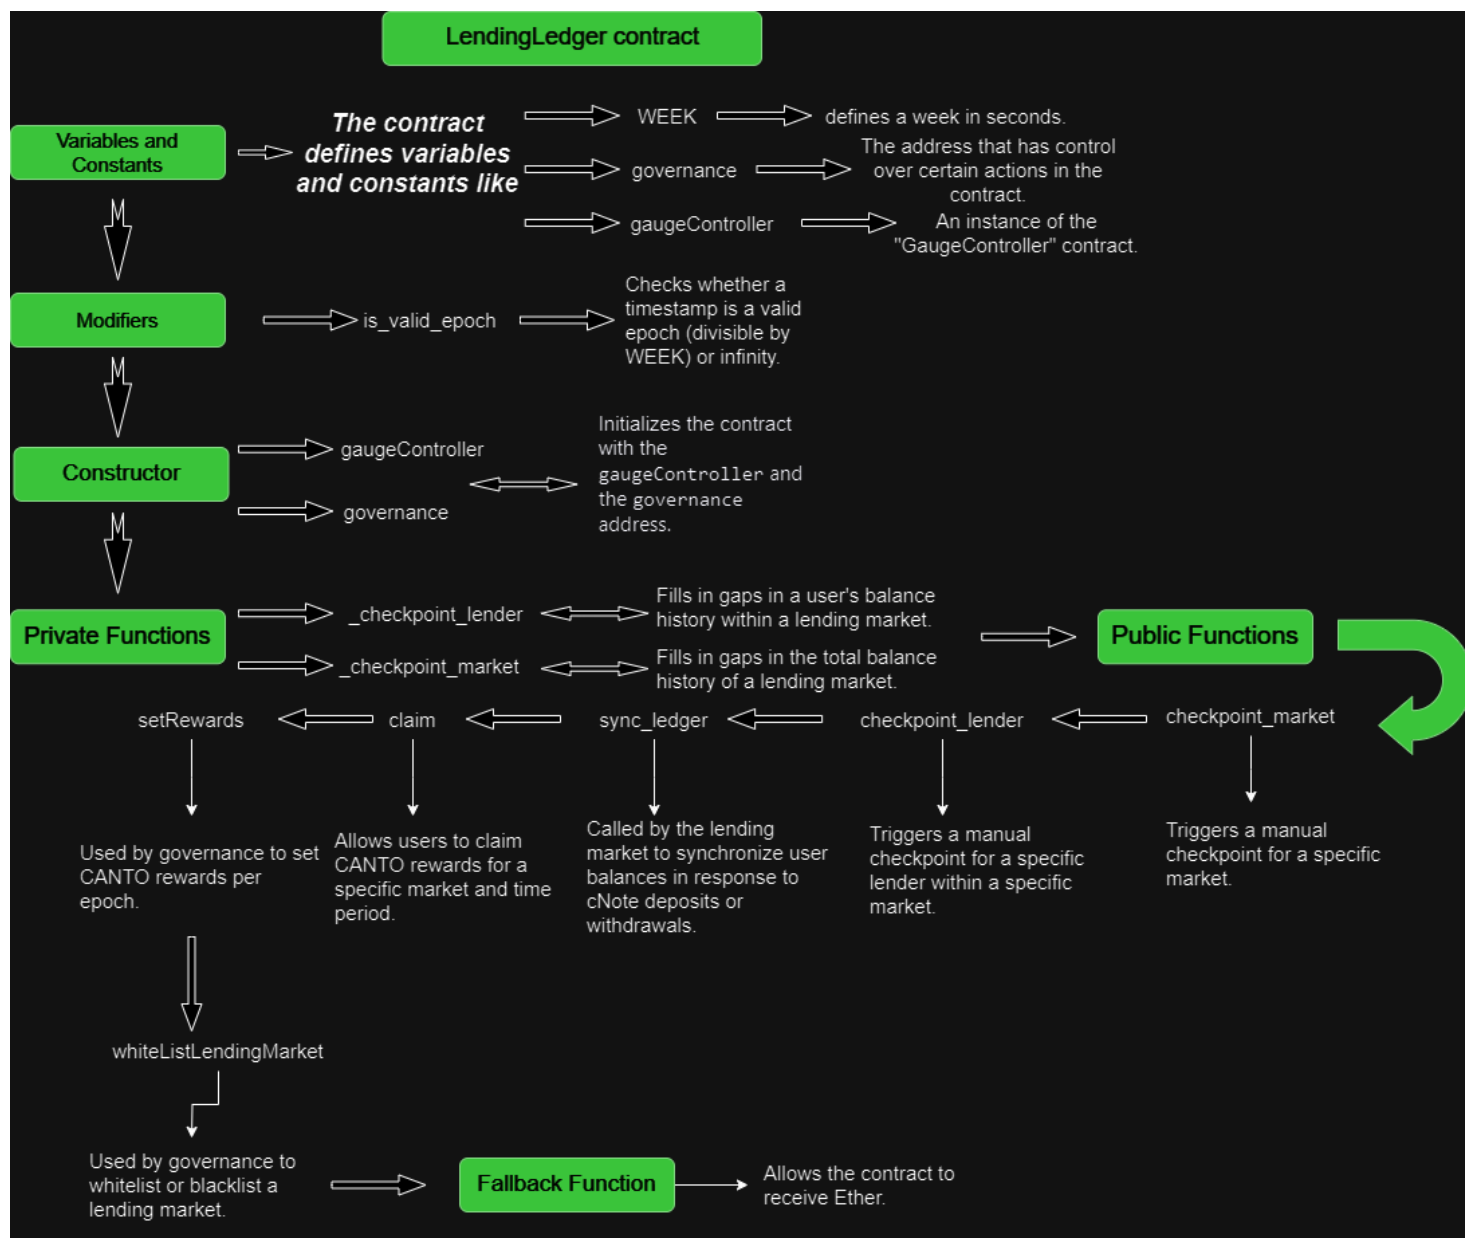 LendingLedger contract
Variables and
Constants
The contract
defines variables
and constants like
WEEK
defines a week in seconds.
governance
The address that has control
over certain actions in the
contract.
gaugeController
An instance of the
"GaugeController" contract.
Modifiers
is_valid_epoch
Checks whether a
timestamp is a valid
epoch (divisible by
WEEK) or infinity.
Constructor
gaugeController
governance
Initializes the contract
with the
gaugeController and
the governance
address.
Private Functions
_checkpoint_lender
Fills in gaps in a user's balance
history within a lending market.
_checkpoint_market
Fills in gaps in the total balance
history of a lending market.
Public Functions
checkpoint_market
Triggers a manual
checkpoint for a specific
market.
checkpoint_lender
Triggers a manual
checkpoint for a specific
lender within a specific
market.
sync_ledger
Called by the lending
market to synchronize user
balances in response to
cNote deposits or
withdrawals.
claim
Allows users to claim
CANTO rewards for a
specific market and time
period.
setRewards
Used by governance to set
CANTO rewards per
epoch.
whiteListLendingMarket
Used by governance to
whitelist or blacklist a
lending market.
Fallback Function
Allows the contract to
receive Ether.